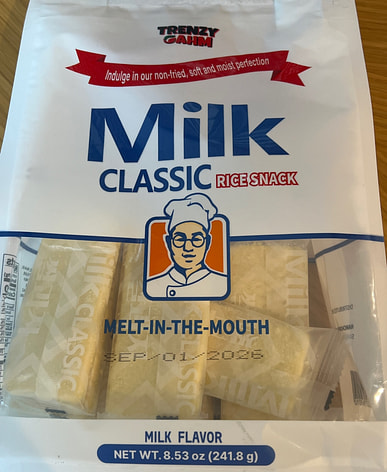 TRENZY
GAHM
Indulge in our non-fried, soft and moist perfection
Milk
CLASSIC RICE SNACK
MELT-IN-THE-MOUTH
SEP/01/2026
CLASSIC
MILK FLAVOR
NET WT. 8.53 oz (241.8 g)